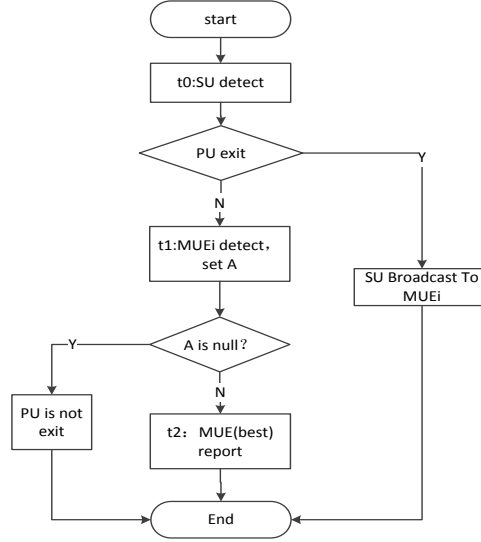 start
t0:SU detect
PU exit
Y
N
t1:MUEi detect，
set A
SU Broadcast To
MUEi
Y
A is null？
N
PU is not
exit
t2： MUE(best)
report
End